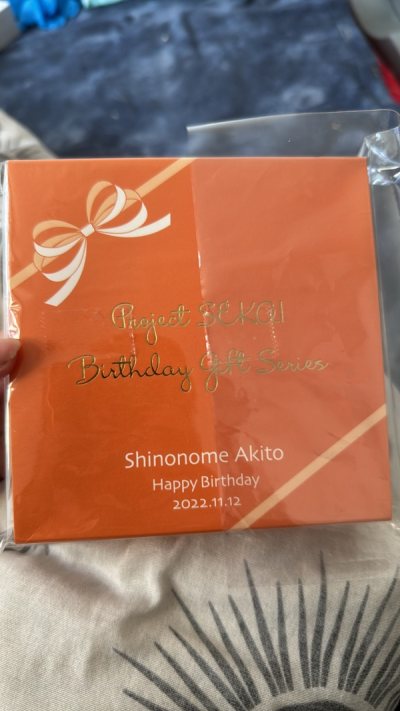 Project SEKAI
Birthday Gift Series
Shinonome Akito
Happy Birthday
2022.11.12